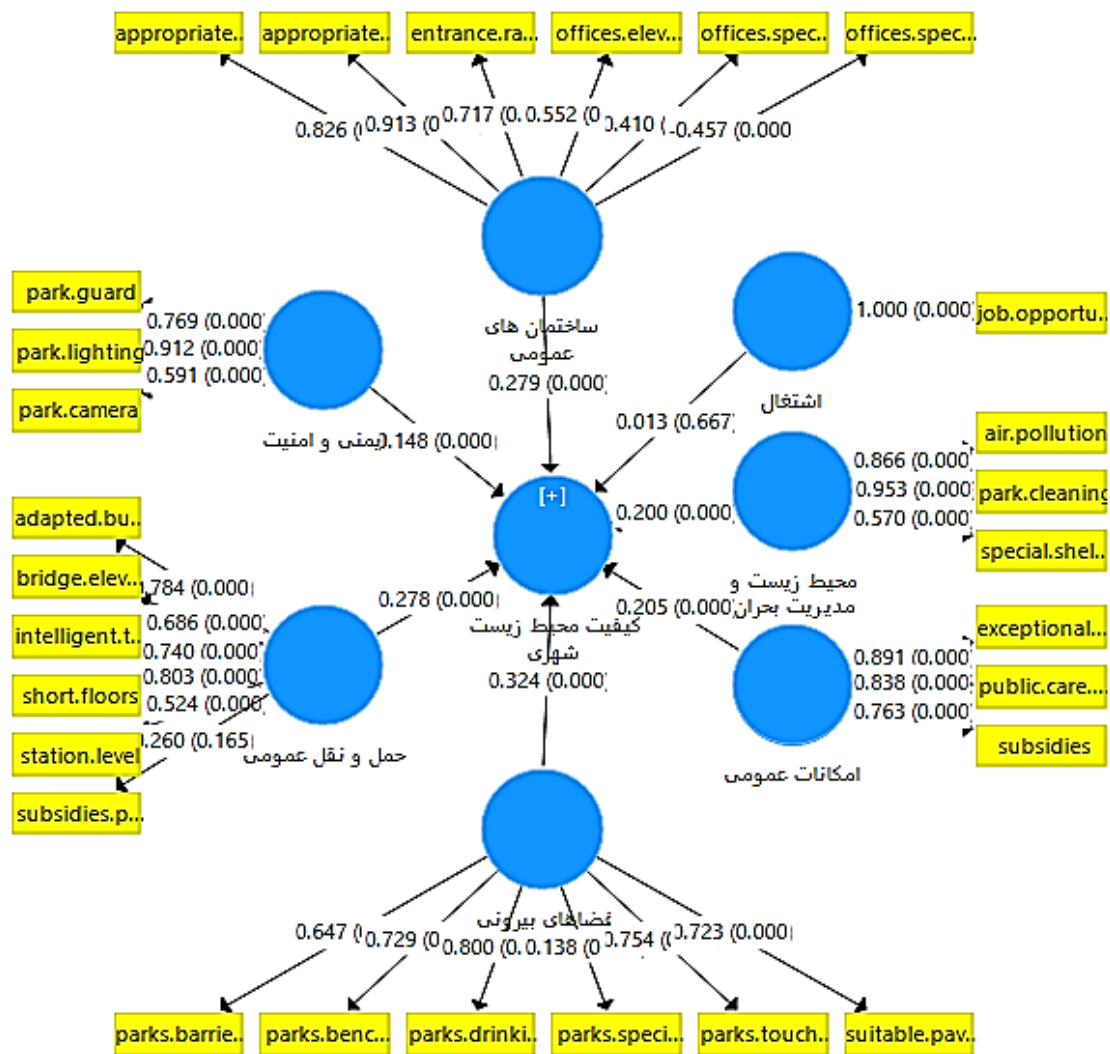 appropriate..
appropriate..
entrance.ra...
offices.elev...
offices.spec...
offices.spec...
0.826 (
0.913 (0
0.717 (0.
0.552 (0
0.410 (
-0.457 (0.000
park.guard
park.lighting
park.camera
0.769 (0.000)
0.912 (0.000)
0.591 (0.000)
ساختمان های
عمومی
0.279 (0.000)
1.000 (0.000)
job.opportu...
اشتغال
0.013 (0.667)
ایمنی و امنیت
0.148 (0.000)
[+]
0.200 (0.000)
0.866 (0.000)
0.953 (0.000)
0.570 (0.000)
air.pollution
park.cleaning
special.shel...
محیط زیست و
مدیریت بحران
adapted.bu...
bridge.elev...
intelligent.t...
short.floors
station.level
subsidies.p...
.784 (0.000)
0.686 (0.000)
0.740 (0.000)
0.803 (0.000)
0.524 (0.000)
0.260 (0.165)
0.278 (0.000)
کیفیت محیط زیست
شهری
0.324 (0.000)
0.205 (0.000)
0.891 (0.000)
0.838 (0.000)
0.763 (0.000)
exceptional...
public.care....
subsidies
حمل و نقل عمومی
امکانات عمومی
فضاهای بیرونی
0.647 (
0.729 (0
0.800 (0.
0.138 (0
0.754 (0
0.723 (0.000)
parks.barrie...
parks.benc...
parks.drinki...
parks.speci...
parks.touch...
suitable.pav...